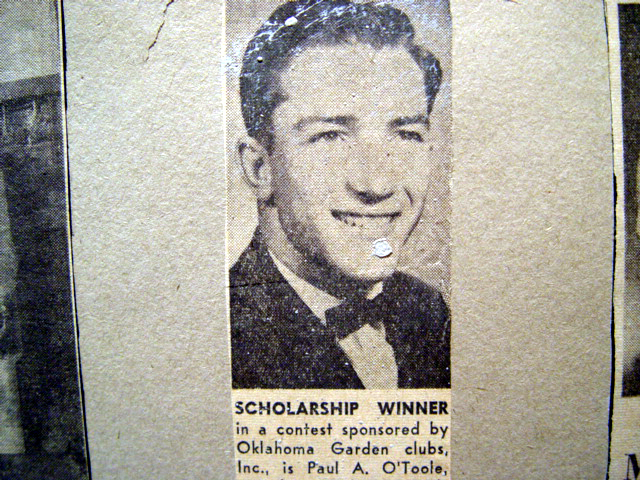 SCHOLARSHIP WINNER
in a contest sponsored by
Oklahoma Garden clubs,
Inc., is Paul A. O'Toole,